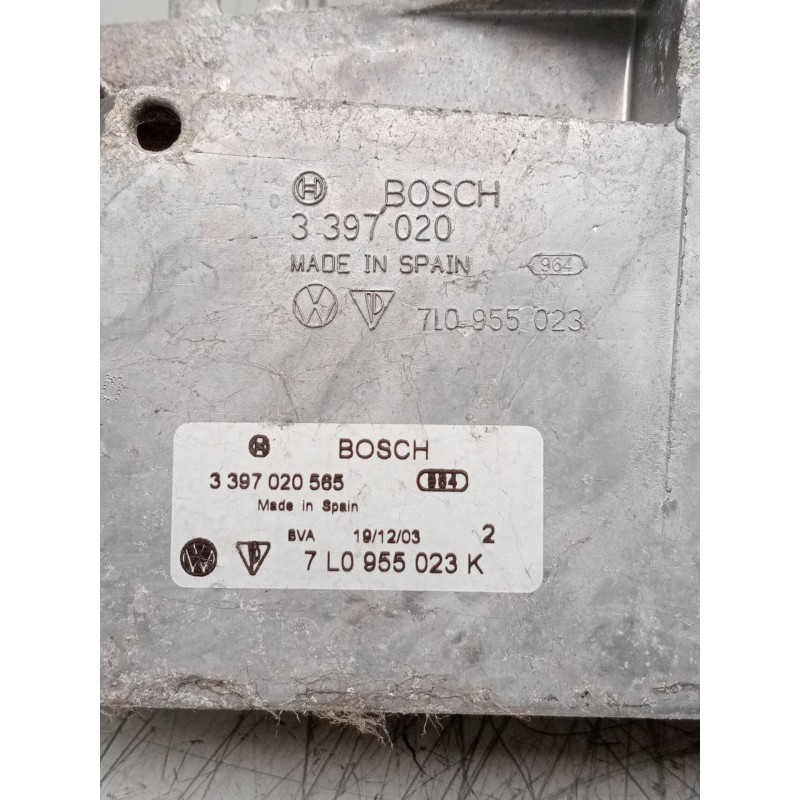 BOSCH
3 397 020
MADE IN SPAIN 964
7L0 955 023
BOSCH
3 397 020 565 964
Made in Spain
BVA 19/12/03 2
7 L0 955 023 K